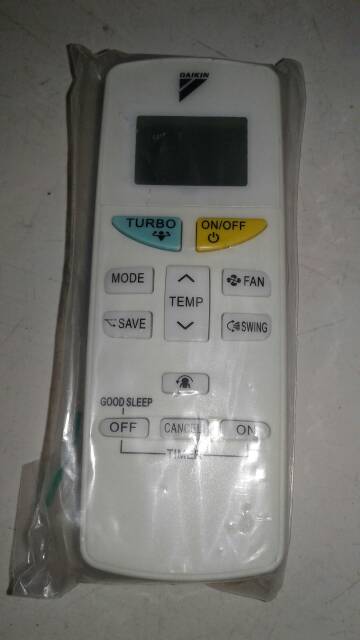 DAIKIN
TURBO
ON/OFF
MODE
TEMP
FAN
SAVE
SWING
GOOD SLEEP
OFF
CANCEL
ON
TIMER